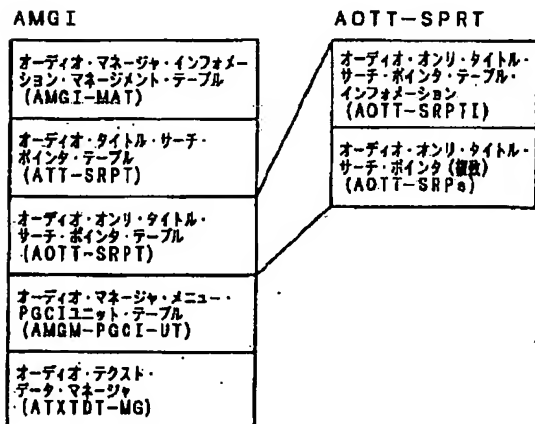 AMGI
オーディオ・マネージャ・インフォメー
ション・マネージメント・テーブル
(AMGI-MAT)
オーディオ・タイトル・サーチ・
ポインタ・テーブル
(ATT-SRPT)
オーディオ・オンリ・タイトル・
サーチ・ポインタ・テーブル
(AOTT-SRPT)
オーディオ・マネージャ・メニュー・
PGCIユニット・テーブル
(AMGM-PGCI-UT)
オーディオ・テクスト・
データ・マネージャ
(ATXTDT-MG)
AOTT-SPRT
オーディオ・オンリ・タイトル・
サーチ・ポインタ・テーブル・
インフォメーション
(AOTT-SRPTI)
オーディオ・オンリ・タイトル・
サーチ・ポインタ(複数)
(AOTT-SRPs)